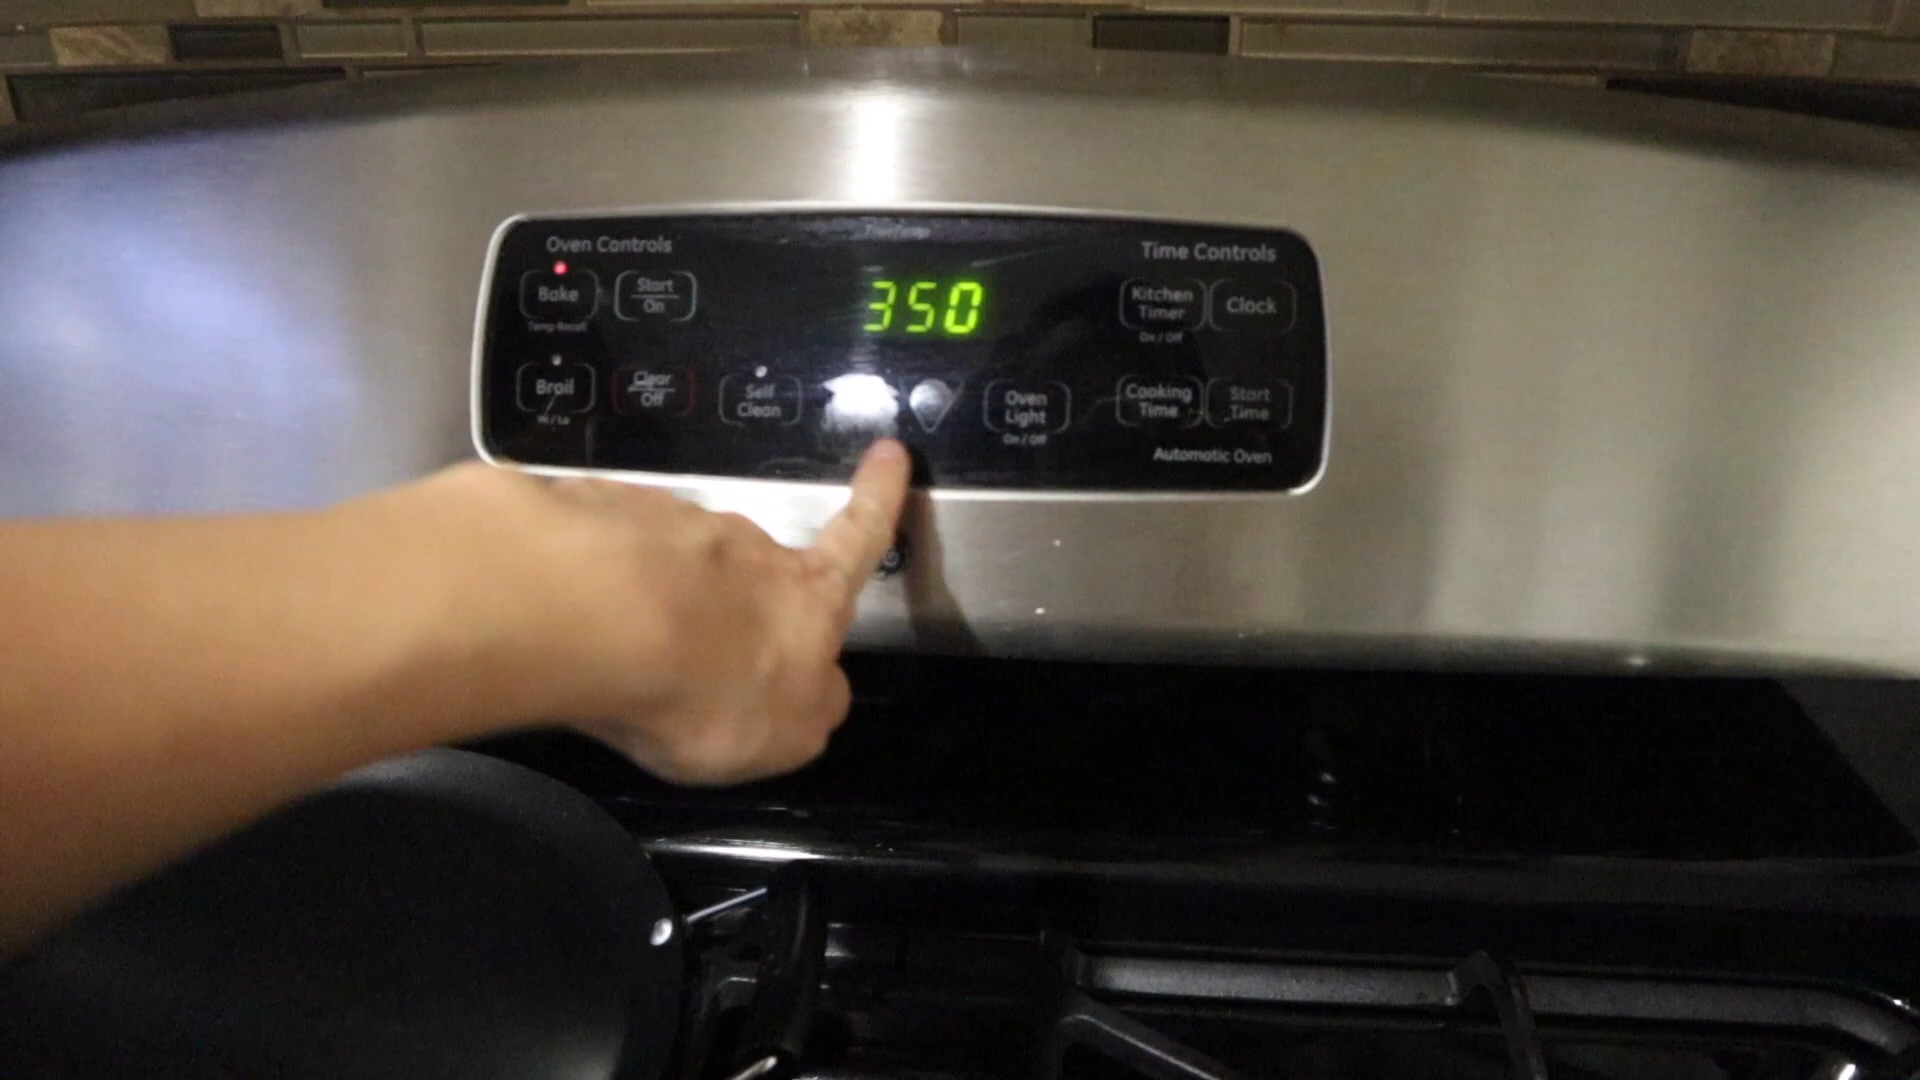 TrueTemp
Oven Controls
Time Controls
Bake
Temp Recall
Start
On
350
Kitchen
Timer
On / Off
Clock
Broil
Hi / Lo
Clear
Off
Self
Clean
Oven
Light
On / Off
Cooking
Time
Start
Time
Automatic Oven